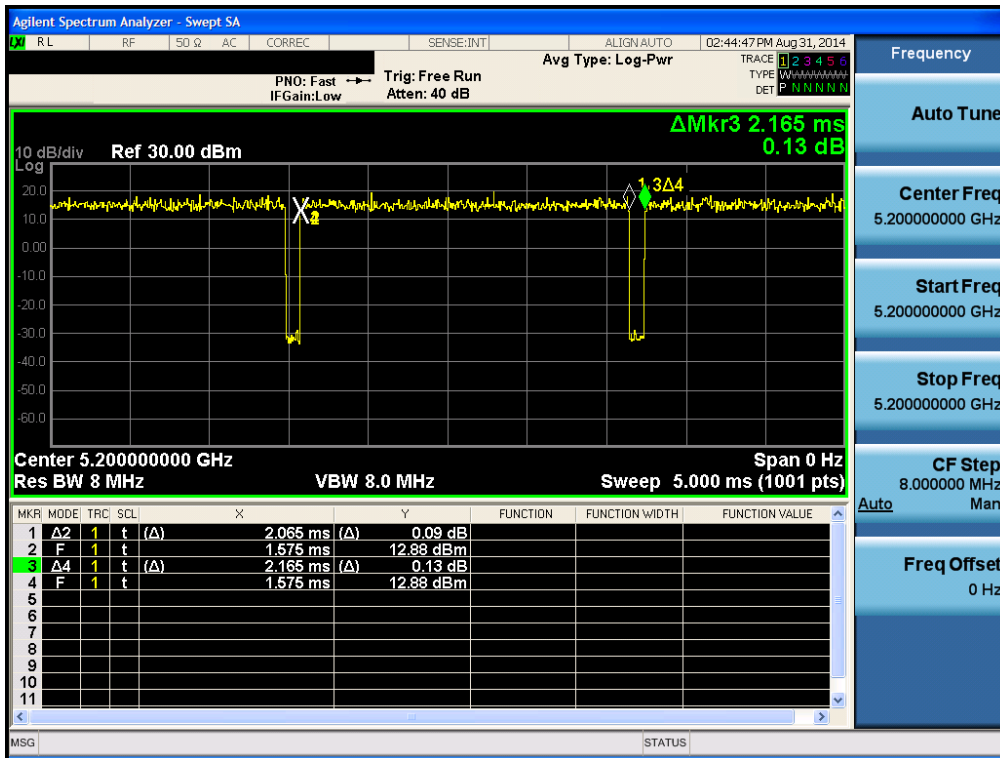 Agilent Spectrum Analyzer - Swept SA
LXI RL RF 50 Ω AC CORREC SENSE:INT ALIGN AUTO 02:44:47 PM Aug 31, 2014
PNO: Fast
IFGain:Low
Trig: Free Run
Atten: 40 dB
Avg Type: Log-Pwr
TRACE 1 2 3 4 5 6
TYPE W
DET P N N N N N
ΔMkr3 2.165 ms
0.13 dB
10 dB/div Ref 30.00 dBm
Log
20.0
10.0
0.00
-10.0
-20.0
-30.0
-40.0
-50.0
-60.0
1,3Δ4
Center 5.200000000 GHz Span 0 Hz
Res BW 8 MHz VBW 8.0 MHz Sweep 5.000 ms (1001 pts)
MKR MODE TRC SCL X Y FUNCTION FUNCTION WIDTH FUNCTION VALUE
1 Δ2 1 t (Δ) 2.065 ms (Δ) 0.09 dB
2 F 1 t 1.575 ms 12.88 dBm
3 Δ4 1 t (Δ) 2.165 ms (Δ) 0.13 dB
4 F 1 t 1.575 ms 12.88 dBm
5
6
7
8
9
10
11
MSG STATUS
Frequency
Auto Tune
Center Freq
5.200000000 GHz
Start Freq
5.200000000 GHz
Stop Freq
5.200000000 GHz
CF Step
8.000000 MHz
Auto Man
Freq Offset
0 Hz